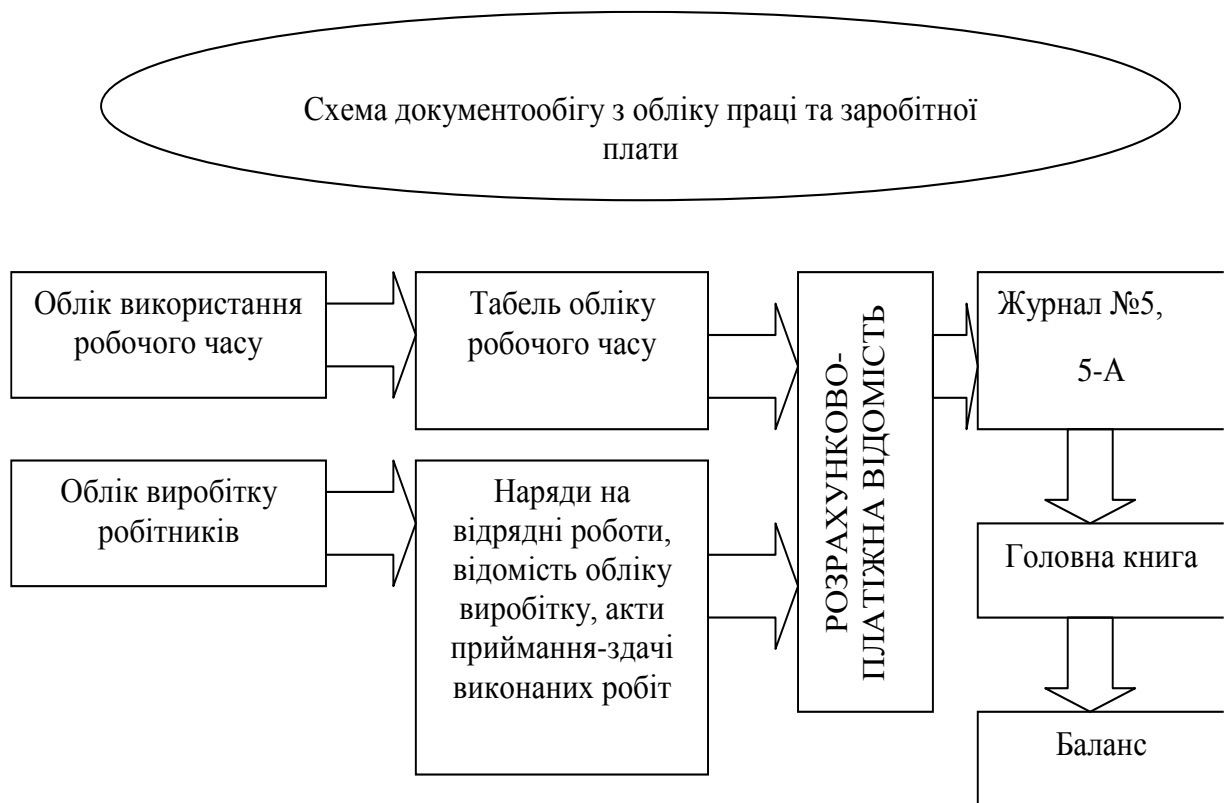 Схема документообігу з обліку праці та заробітної
плати
Облік використання
робочого часу
Табель обліку
робочого часу
РОЗРАХУНКОВО-
ПЛАТІЖНА ВІДОМІСТЬ
Журнал №5,
5-А
Облік виробітку
робітників
Наряди на
відрядні роботи,
відомість обліку
виробітку, акти
приймання-здачі
виконаних робіт
Головна книга
Баланс